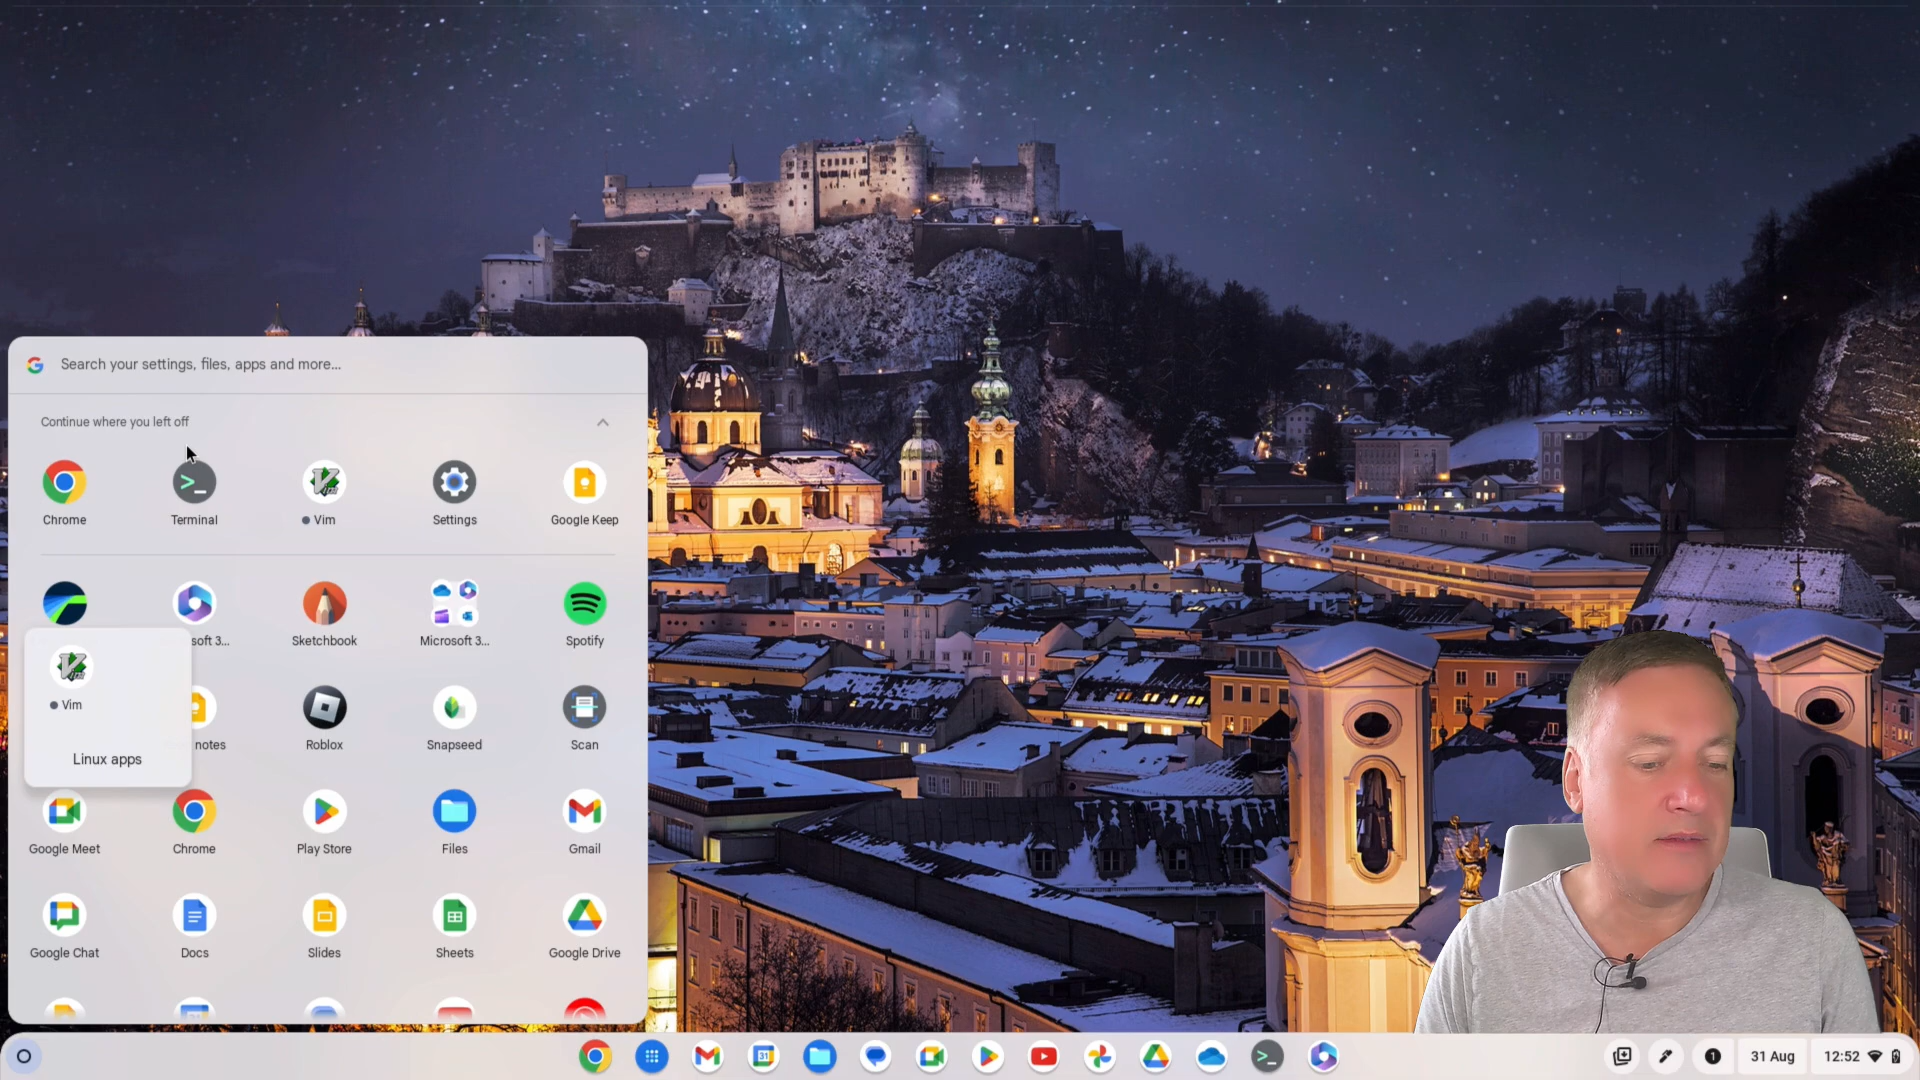 Search your settings, files, apps and more...
Continue where you left off
Chrome
Terminal
Vim
Settings
Google Keep
soft 3...
Sketchbook
Microsoft 3...
Spotify
Vim
Linux apps
notes
Roblox
Snapseed
Scan
Google Meet
Chrome
Play Store
Files
Gmail
Google Chat
Docs
Slides
Sheets
Google Drive
31
1
31 Aug
12:52